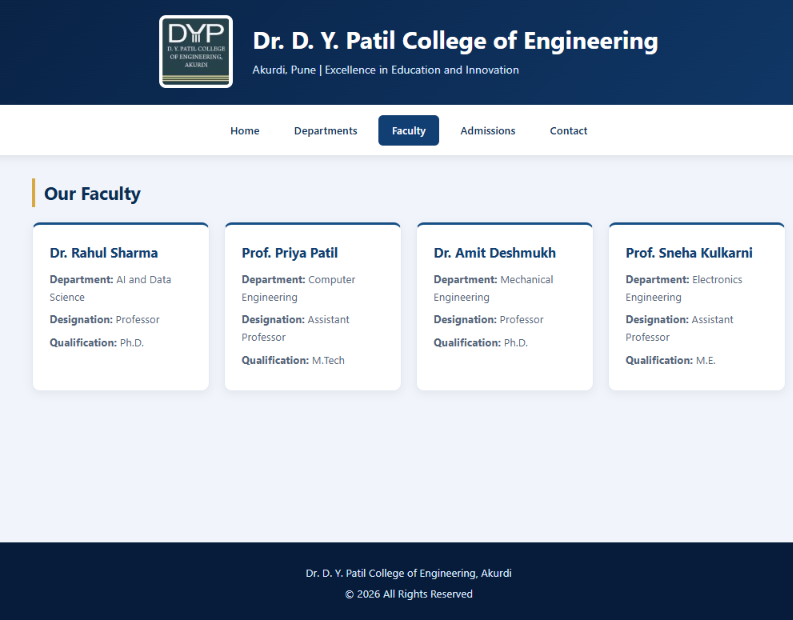 DYP
D. Y. PATIL COLLEGE
OF ENGINEERING,
AKURDI
Dr. D. Y. Patil College of Engineering
Akurdi, Pune | Excellence in Education and Innovation
Home Departments Faculty Admissions Contact
Our Faculty
Dr. Rahul Sharma
Department: AI and Data
Science
Designation: Professor
Qualification: Ph.D.
Prof. Priya Patil
Department: Computer
Engineering
Designation: Assistant
Professor
Qualification: M.Tech
Dr. Amit Deshmukh
Department: Mechanical
Engineering
Designation: Professor
Qualification: Ph.D.
Prof. Sneha Kulkarni
Department: Electronics
Engineering
Designation: Assistant
Professor
Qualification: M.E.
Dr. D. Y. Patil College of Engineering, Akurdi
© 2026 All Rights Reserved